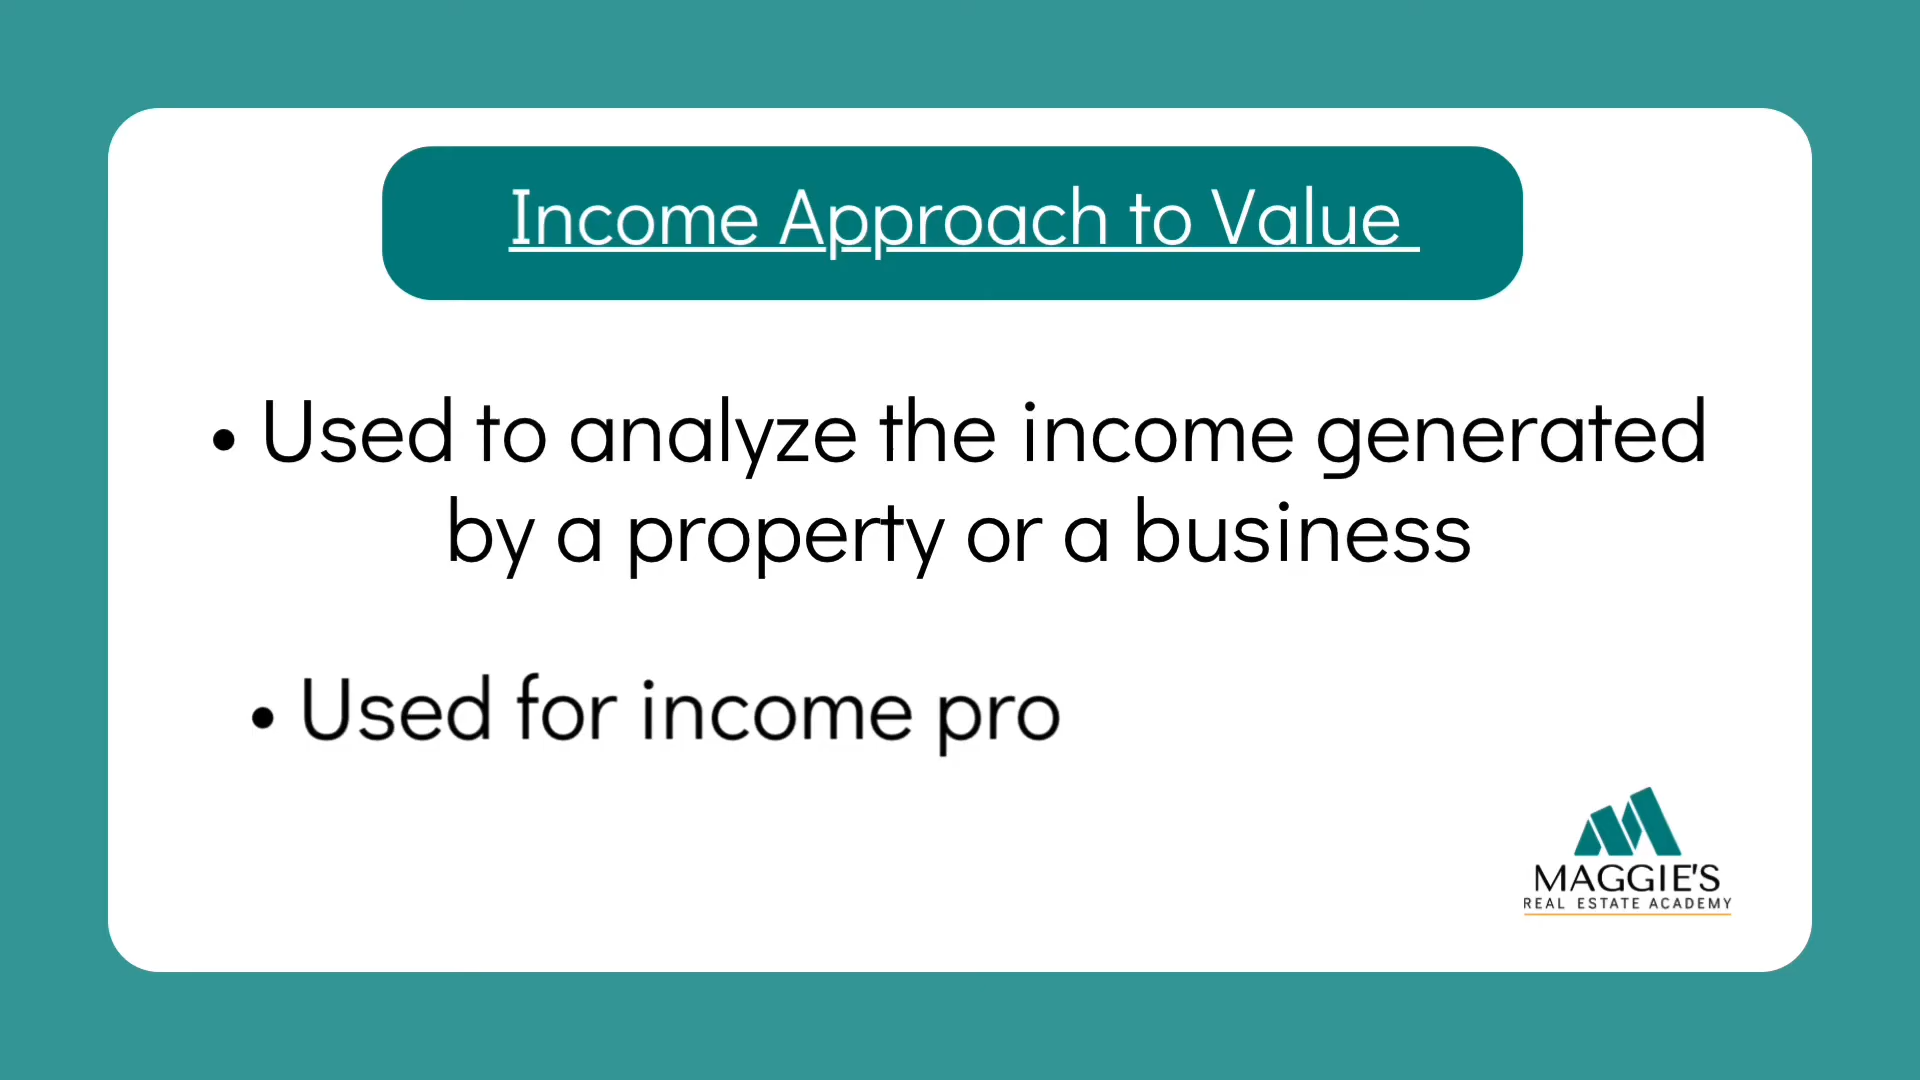 Income Approach to Value
• Used to analyze the income generated
by a property or a business
• Used for income pro
MAGGIE'S
REAL ESTATE ACADEMY